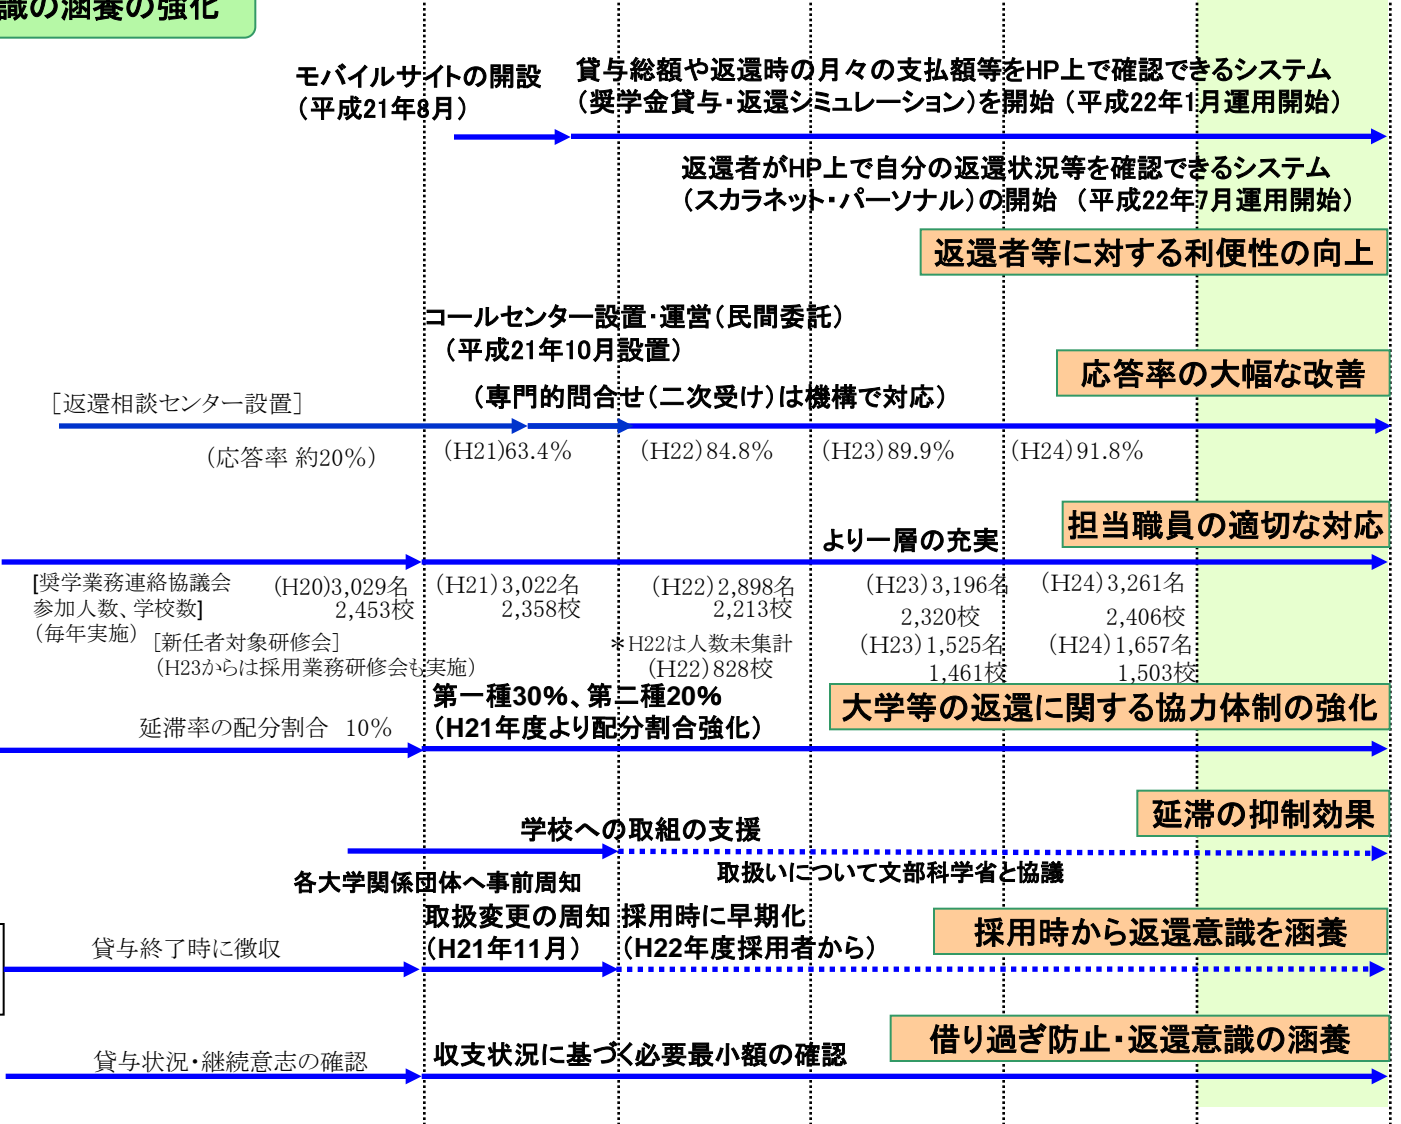 識の涵養の強化
モバイルサイトの開設
（平成21年8月）
貸与総額や返還時の月々の支払額等をHP上で確認できるシステム
（奨学金貸与・返還シミュレーション）を開始（平成22年1月運用開始）
返還者がHP上で自分の返還状況等を確認できるシステム
（スカラネット・パーソナル）の開始　（平成22年7月運用開始）
返還者等に対する利便性の向上
コールセンター設置・運営（民間委託）
（平成21年10月設置）
応答率の大幅な改善
（専門的問合せ（二次受け）は機構で対応）
［返還相談センター設置］
（応答率 約20％）
（H21)63.4％
（H22）84.8％
（H23）89.9％
（H24）91.8％
担当職員の適切な対応
より一層の充実
[奨学業務連絡協議会
参加人数、学校数]
（毎年実施）
（H20)3,029名
2,453校
（H21）3,022名
2,358校
（H22）2,898名
2,213校
（H23）3,196名
2,320校
（H24）3,261名
2,406校
［新任者対象研修会］
（H23からは採用業務研修会も実施）
＊H22は人数未集計
（H22）828校
（H23）1,525名
1,461校
（H24）1,657名
1,503校
第一種30％、第二種20％
（H21年度より配分割合強化）
大学等の返還に関する協力体制の強化
延滞率の配分割合　10％
延滞の抑制効果
学校への取組の支援
取扱いについて文部科学省と協議
各大学関係団体へ事前周知
取扱変更の周知
（H21年11月）
採用時に早期化
（H22年度採用者から）
採用時から返還意識を涵養
貸与終了時に徴収
借り過ぎ防止・返還意識の涵養
貸与状況・継続意志の確認
収支状況に基づく必要最小額の確認